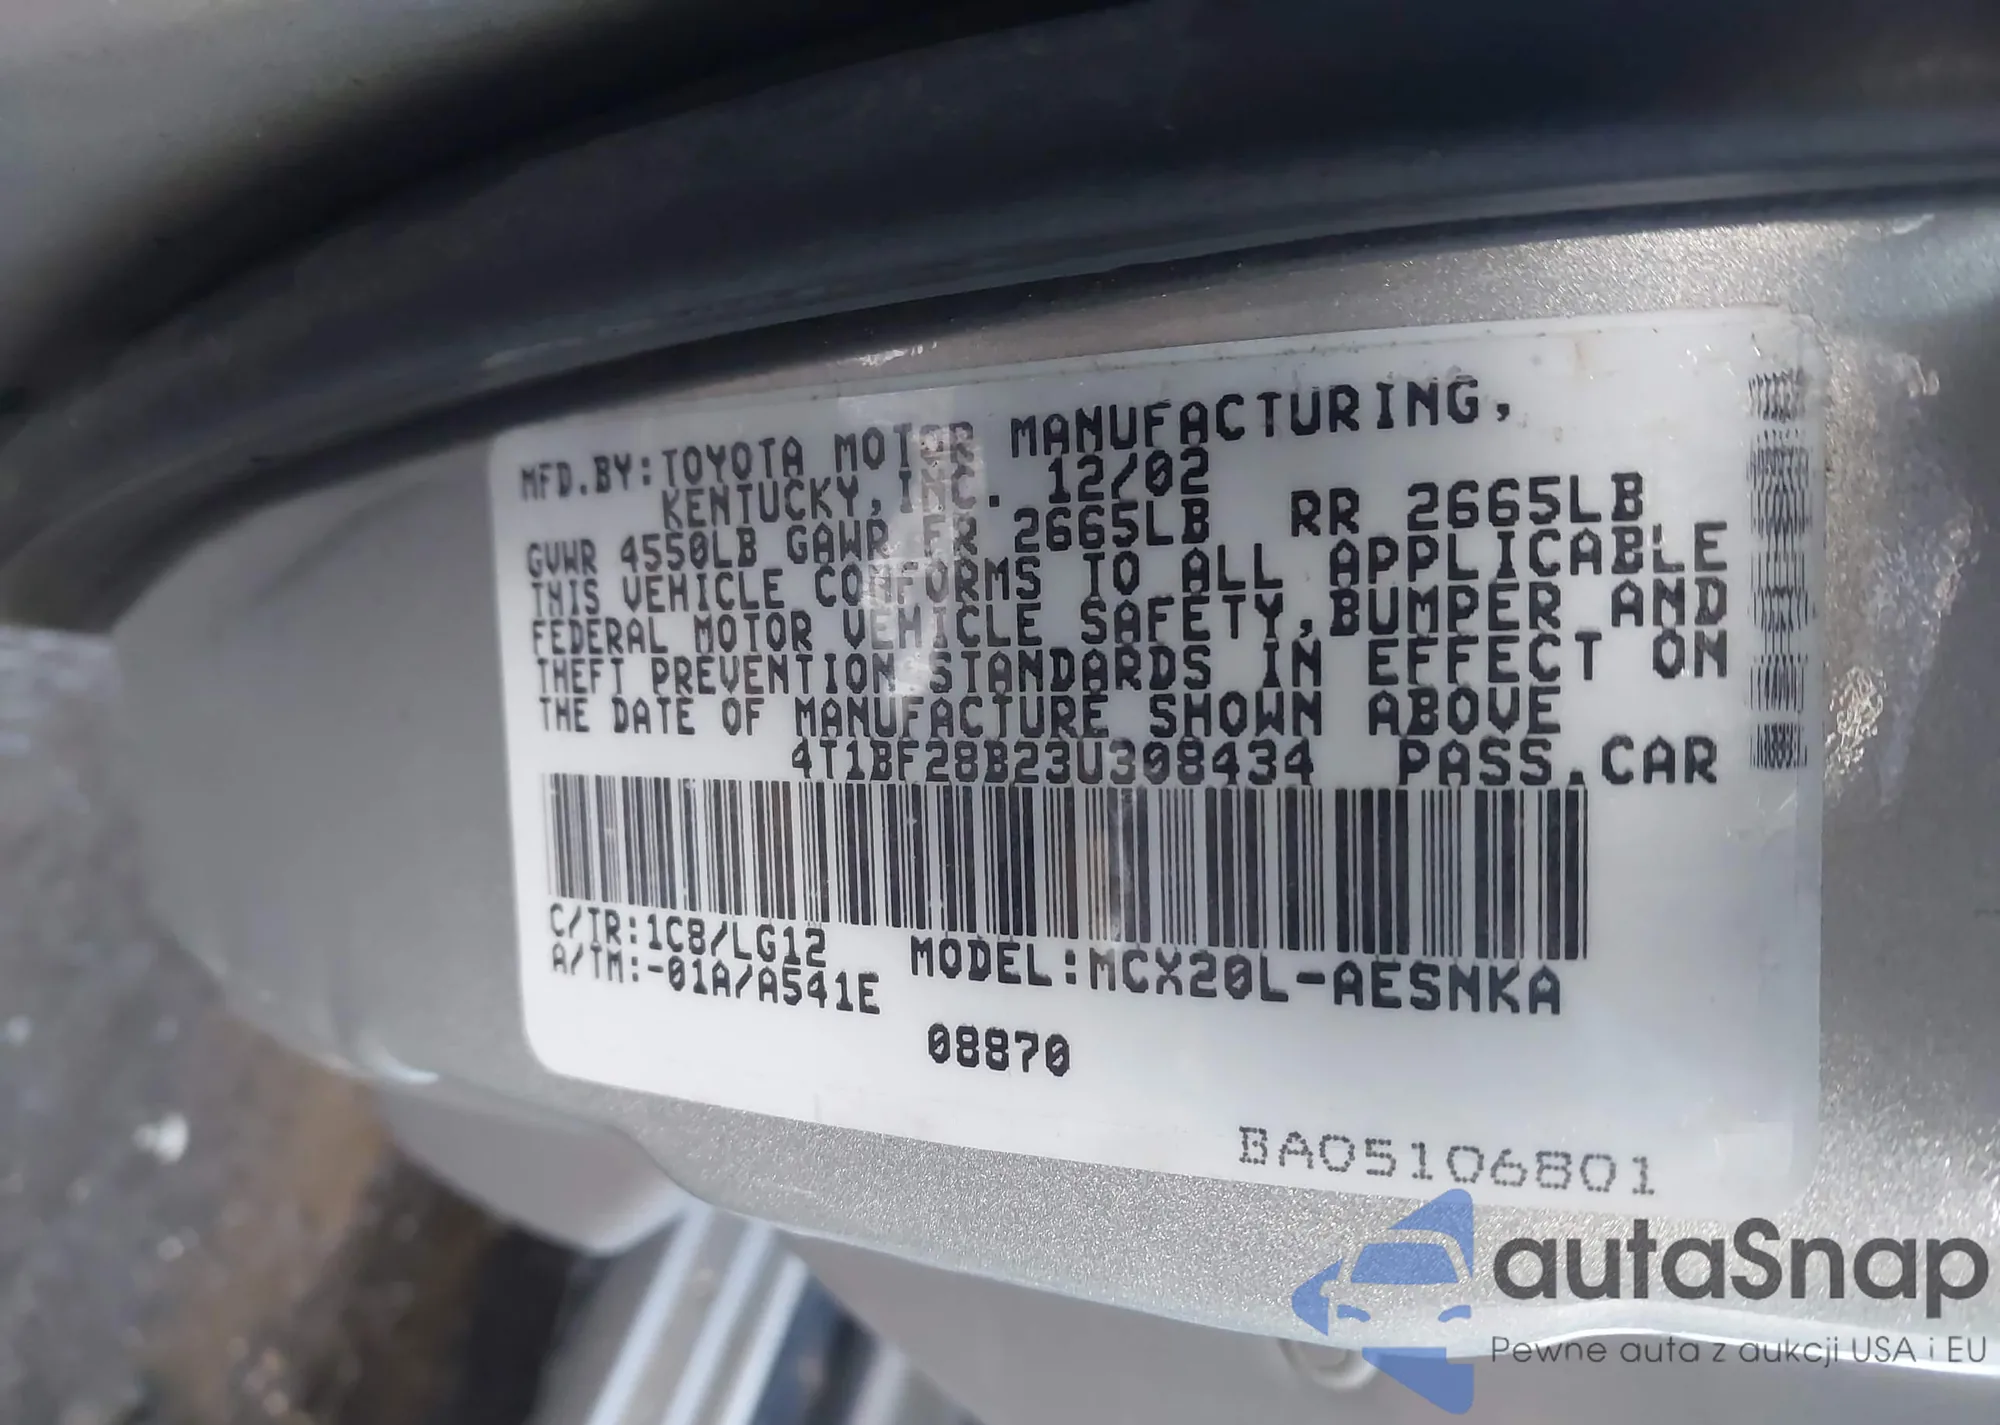 MFD.BY:TOYOTA MOTOR MANUFACTURING,
KENTUCKY,INC. 12/02
GVWR 4550LB GAWR FR 2665LB RR 2665LB
THIS VEHICLE CONFORMS TO ALL APPLICABLE
FEDERAL MOTOR VEHICLE SAFETY,BUMPER AND
THEFT PREVENTION STANDARDS IN EFFECT ON
THE DATE OF MANUFACTURE SHOWN ABOVE
4T1BF28B23U308434 PASS.CAR
C/TR:1C8/LG12 MODEL:MCX20L-AESNKA
A/TM:-01A/A541E
08870
BA05106801
autaSnap
Pewne auta z aukcji USA i EU